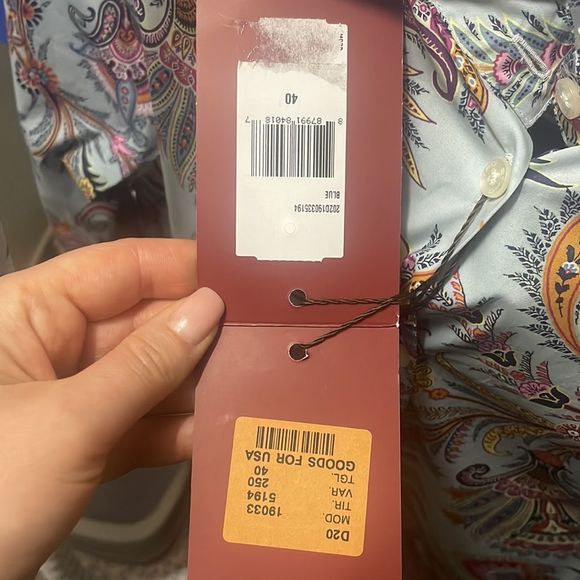 SIZE
40
8 87991 84018 7
2020190335194
BLUE
D20
MOD. 19033
TIR. 5194
VAR. 250
TGL. 40
GOODS FOR USA